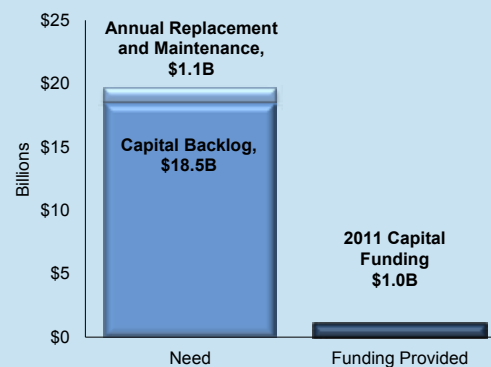 $25
$20
$15
$10
$5
$0
Billions
Annual Replacement
and Maintenance,
$1.1B
Capital Backlog,
$18.5B
2011 Capital
Funding
$1.0B
Need
Funding Provided